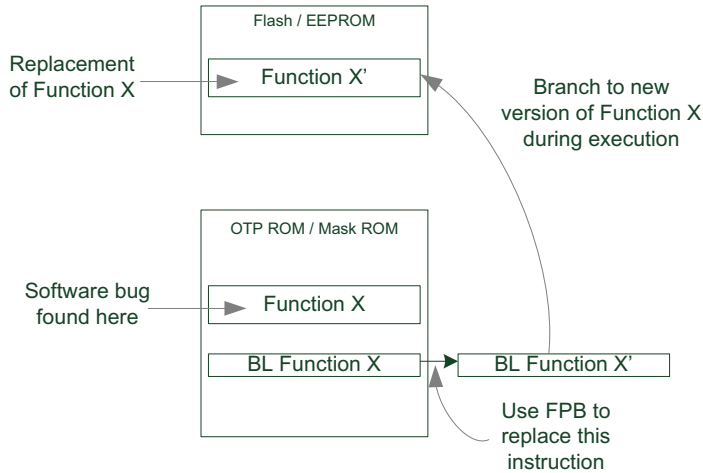 Flash / EEPROM
Replacement
of Function X
Function X’
Branch to new
version of Function X
during execution
OTP ROM / Mask ROM
Software bug
found here
Function X
BL Function X
BL Function X’
Use FPB to
replace this
instruction